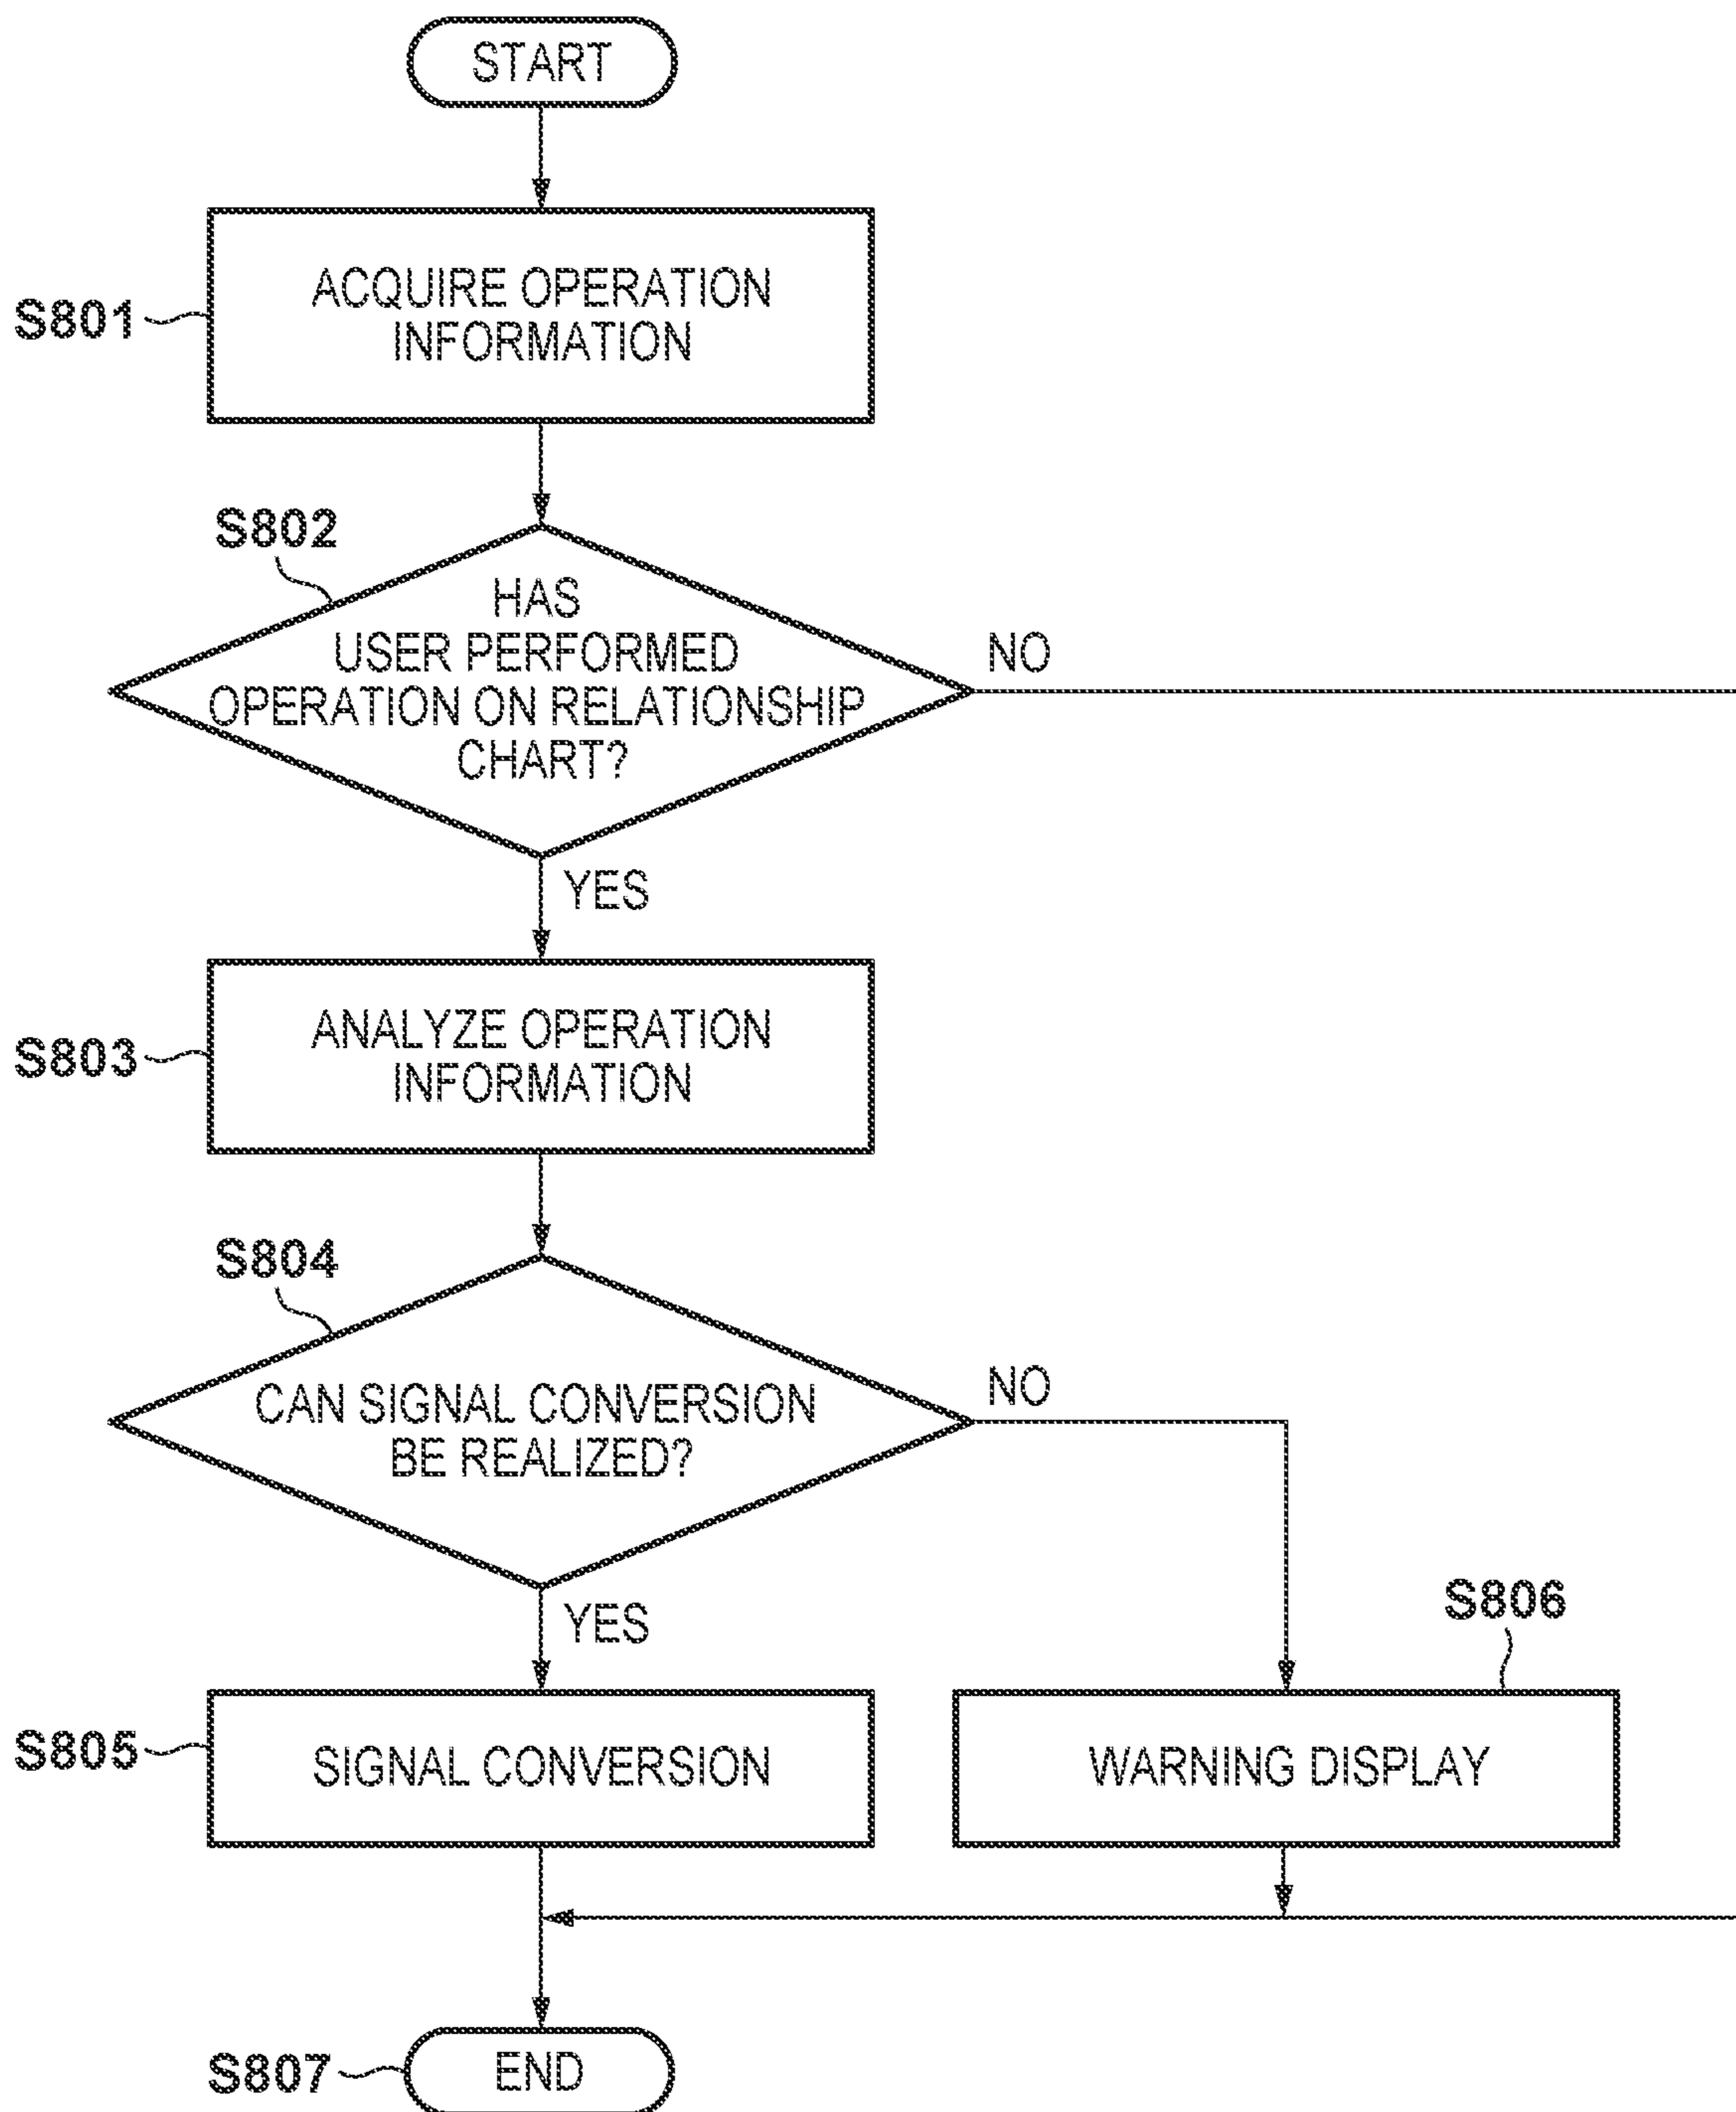 START
S801
ACQUIRE OPERATION
INFORMATION
S802
HAS
USER PERFORMED
OPERATION ON RELATIONSHIP
CHART?
NO
YES
S803
ANALYZE OPERATION
INFORMATION
S804
CAN SIGNAL CONVERSION
BE REALIZED?
NO
YES
S805
SIGNAL CONVERSION
S806
WARNING DISPLAY
S807
END